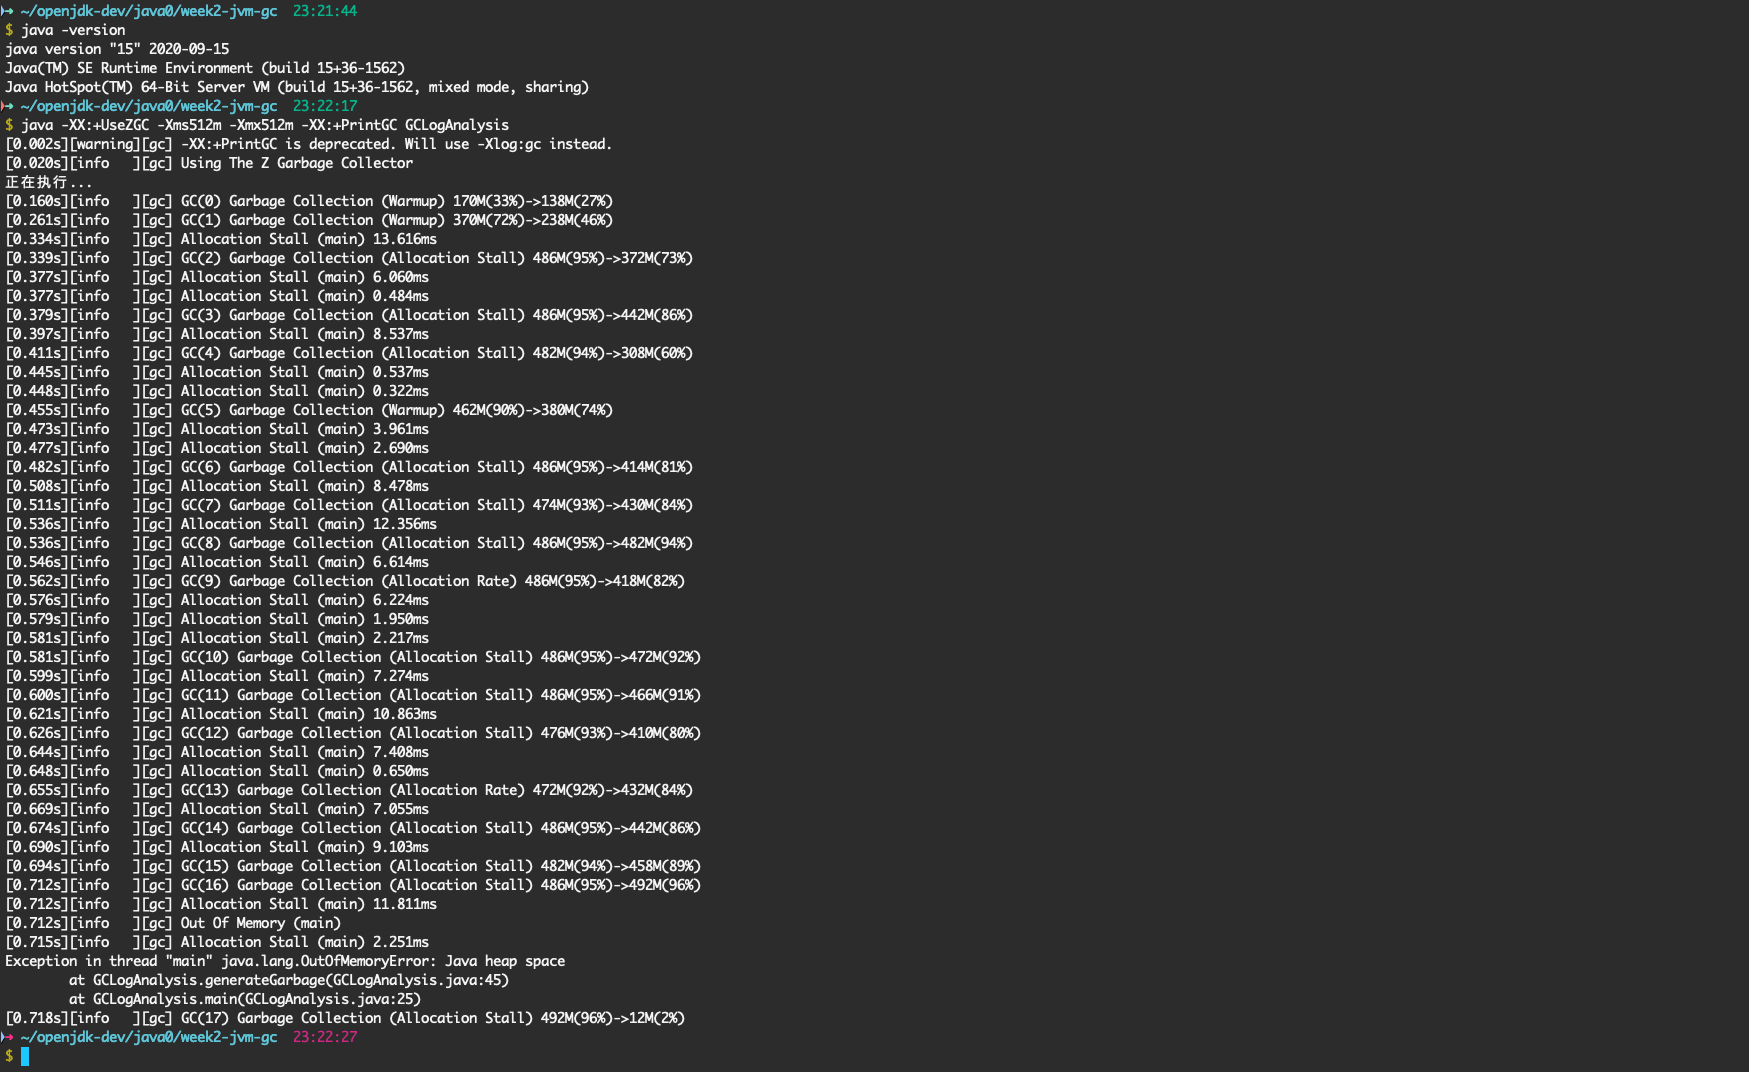 ➜ ~/openjdk-dev/java0/week2-jvm-gc 23:21:44
$ java -version
java version "15" 2020-09-15
Java(TM) SE Runtime Environment (build 15+36-1562)
Java HotSpot(TM) 64-Bit Server VM (build 15+36-1562, mixed mode, sharing)
➜ ~/openjdk-dev/java0/week2-jvm-gc 23:22:17
$ java -XX:+UseZGC -Xms512m -Xmx512m -XX:+PrintGC GCLogAnalysis
[0.002s][warning][gc] -XX:+PrintGC is deprecated. Will use -Xlog:gc instead.
[0.020s][info   ][gc] Using The Z Garbage Collector
正在执行...
[0.160s][info   ][gc] GC(0) Garbage Collection (Warmup) 170M(33%)->138M(27%)
[0.261s][info   ][gc] GC(1) Garbage Collection (Warmup) 370M(72%)->238M(46%)
[0.334s][info   ][gc] Allocation Stall (main) 13.616ms
[0.339s][info   ][gc] GC(2) Garbage Collection (Allocation Stall) 486M(95%)->372M(73%)
[0.377s][info   ][gc] Allocation Stall (main) 6.060ms
[0.377s][info   ][gc] Allocation Stall (main) 0.484ms
[0.379s][info   ][gc] GC(3) Garbage Collection (Allocation Stall) 486M(95%)->442M(86%)
[0.397s][info   ][gc] Allocation Stall (main) 8.537ms
[0.411s][info   ][gc] GC(4) Garbage Collection (Allocation Stall) 482M(94%)->308M(60%)
[0.445s][info   ][gc] Allocation Stall (main) 0.537ms
[0.448s][info   ][gc] Allocation Stall (main) 0.322ms
[0.455s][info   ][gc] GC(5) Garbage Collection (Warmup) 462M(90%)->380M(74%)
[0.473s][info   ][gc] Allocation Stall (main) 3.961ms
[0.477s][info   ][gc] Allocation Stall (main) 2.690ms
[0.482s][info   ][gc] GC(6) Garbage Collection (Allocation Stall) 486M(95%)->414M(81%)
[0.508s][info   ][gc] Allocation Stall (main) 8.478ms
[0.511s][info   ][gc] GC(7) Garbage Collection (Allocation Stall) 474M(93%)->430M(84%)
[0.536s][info   ][gc] Allocation Stall (main) 12.356ms
[0.536s][info   ][gc] GC(8) Garbage Collection (Allocation Stall) 486M(95%)->482M(94%)
[0.546s][info   ][gc] Allocation Stall (main) 6.614ms
[0.562s][info   ][gc] GC(9) Garbage Collection (Allocation Rate) 486M(95%)->418M(82%)
[0.576s][info   ][gc] Allocation Stall (main) 6.224ms
[0.579s][info   ][gc] Allocation Stall (main) 1.950ms
[0.581s][info   ][gc] Allocation Stall (main) 2.217ms
[0.581s][info   ][gc] GC(10) Garbage Collection (Allocation Stall) 486M(95%)->472M(92%)
[0.599s][info   ][gc] Allocation Stall (main) 7.274ms
[0.600s][info   ][gc] GC(11) Garbage Collection (Allocation Stall) 486M(95%)->466M(91%)
[0.621s][info   ][gc] Allocation Stall (main) 10.863ms
[0.626s][info   ][gc] GC(12) Garbage Collection (Allocation Stall) 476M(93%)->410M(80%)
[0.644s][info   ][gc] Allocation Stall (main) 7.408ms
[0.648s][info   ][gc] Allocation Stall (main) 0.650ms
[0.655s][info   ][gc] GC(13) Garbage Collection (Allocation Rate) 472M(92%)->432M(84%)
[0.669s][info   ][gc] Allocation Stall (main) 7.055ms
[0.674s][info   ][gc] GC(14) Garbage Collection (Allocation Stall) 486M(95%)->442M(86%)
[0.690s][info   ][gc] Allocation Stall (main) 9.103ms
[0.694s][info   ][gc] GC(15) Garbage Collection (Allocation Stall) 482M(94%)->458M(89%)
[0.712s][info   ][gc] GC(16) Garbage Collection (Allocation Stall) 486M(95%)->492M(96%)
[0.712s][info   ][gc] Allocation Stall (main) 11.811ms
[0.712s][info   ][gc] Out Of Memory (main)
[0.715s][info   ][gc] Allocation Stall (main) 2.251ms
Exception in thread "main" java.lang.OutOfMemoryError: Java heap space
        at GCLogAnalysis.generateGarbage(GCLogAnalysis.java:45)
        at GCLogAnalysis.main(GCLogAnalysis.java:25)
[0.718s][info   ][gc] GC(17) Garbage Collection (Allocation Stall) 492M(96%)->12M(2%)
➜ ~/openjdk-dev/java0/week2-jvm-gc 23:22:27
$